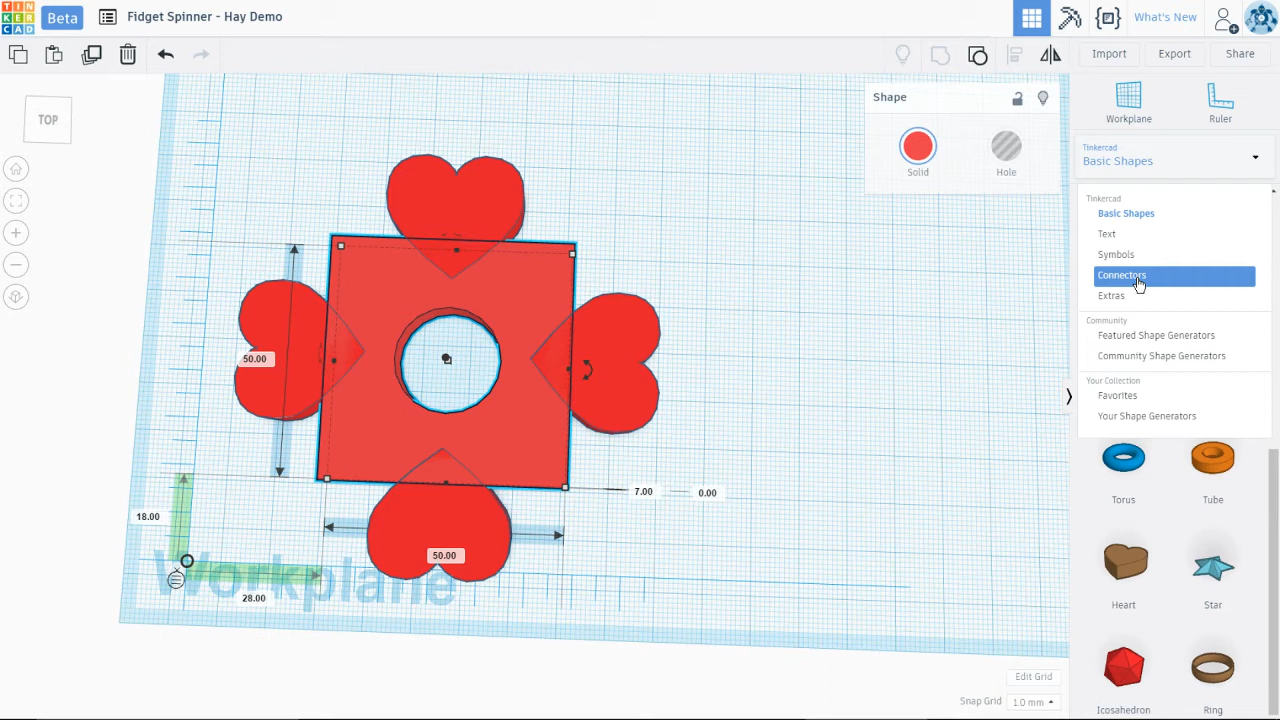 TIN
KER
CAD
Beta
Fidget Spinner - Hay Demo
What's New
Import
Export
Share
TOP
Shape
Solid
Hole
Workplane
Ruler
Tinkercad
Basic Shapes
Tinkercad
Basic Shapes
Text
Symbols
Connectors
Extras
Community
Featured Shape Generators
Community Shape Generators
Your Collection
Favorites
Your Shape Generators
Torus
Tube
Heart
Star
Icosahedron
Ring
50.00
7.00
0.00
18.00
50.00
28.00
Workplane
Edit Grid
Snap Grid
1.0 mm